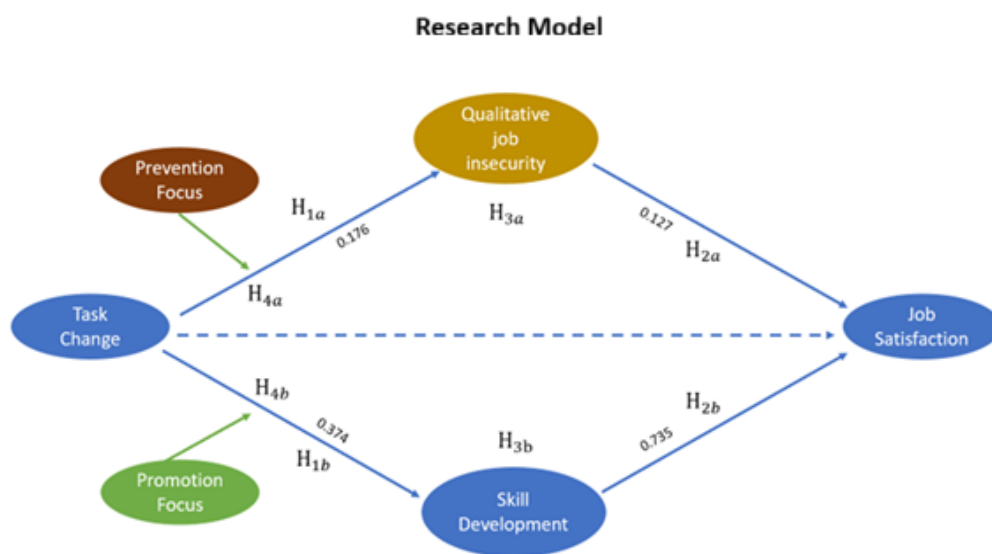 Research Model
Qualitative
job
insecurity
Prevention
Focus
H1a
0.176
H3a
0.127
H2a
H4a
Task
Change
Job
Satisfaction
H4b
0.374
H1b
H3b
0.735
H2b
Promotion
Focus
Skill
Development